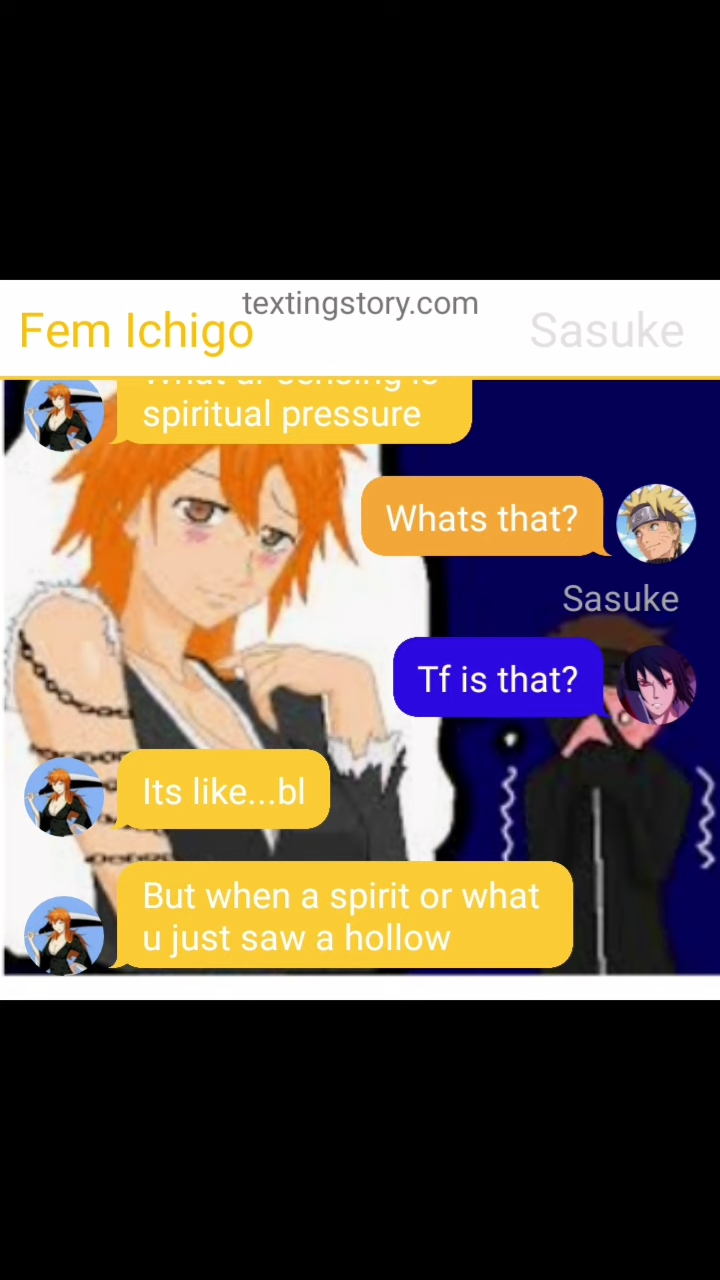 textingstory.com
Fem Ichigo
Sasuke
spiritual pressure
Whats that?
Sasuke
Tf is that?
Its like...bl
But when a spirit or what
u just saw a hollow